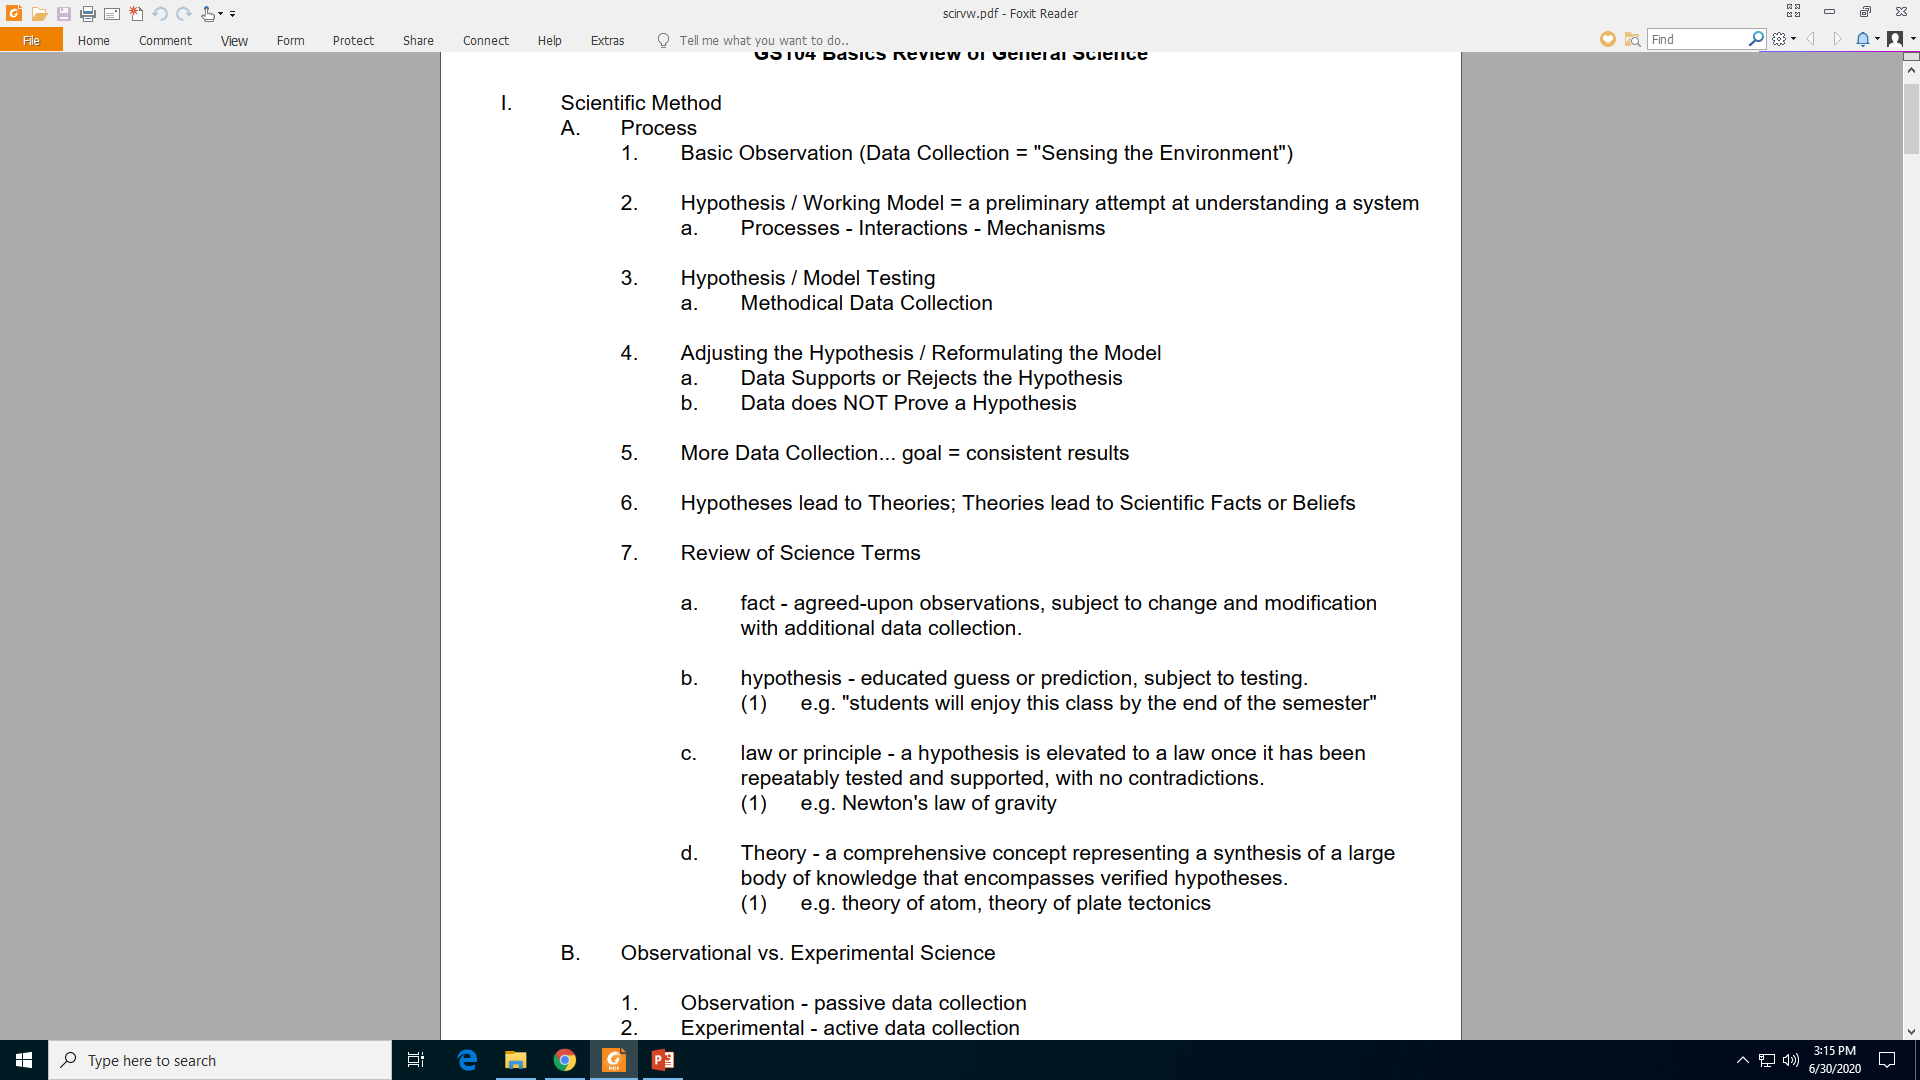 scirvw.pdf - Foxit Reader
File Home Comment View Form Protect Share Connect Help Extras Tell me what you want to do.. Find
GS104 Basics Review of General Science
I. Scientific Method
A. Process
1. Basic Observation (Data Collection = "Sensing the Environment")
2. Hypothesis / Working Model = a preliminary attempt at understanding a system
a. Processes - Interactions - Mechanisms
3. Hypothesis / Model Testing
a. Methodical Data Collection
4. Adjusting the Hypothesis / Reformulating the Model
a. Data Supports or Rejects the Hypothesis
b. Data does NOT Prove a Hypothesis
5. More Data Collection... goal = consistent results
6. Hypotheses lead to Theories; Theories lead to Scientific Facts or Beliefs
7. Review of Science Terms
a. fact - agreed-upon observations, subject to change and modification
with additional data collection.
b. hypothesis - educated guess or prediction, subject to testing.
(1) e.g. "students will enjoy this class by the end of the semester"
c. law or principle - a hypothesis is elevated to a law once it has been
repeatably tested and supported, with no contradictions.
(1) e.g. Newton's law of gravity
d. Theory - a comprehensive concept representing a synthesis of a large
body of knowledge that encompasses verified hypotheses.
(1) e.g. theory of atom, theory of plate tectonics
B. Observational vs. Experimental Science
1. Observation - passive data collection
2. Experimental - active data collection
Type here to search
3:15 PM
6/30/2020